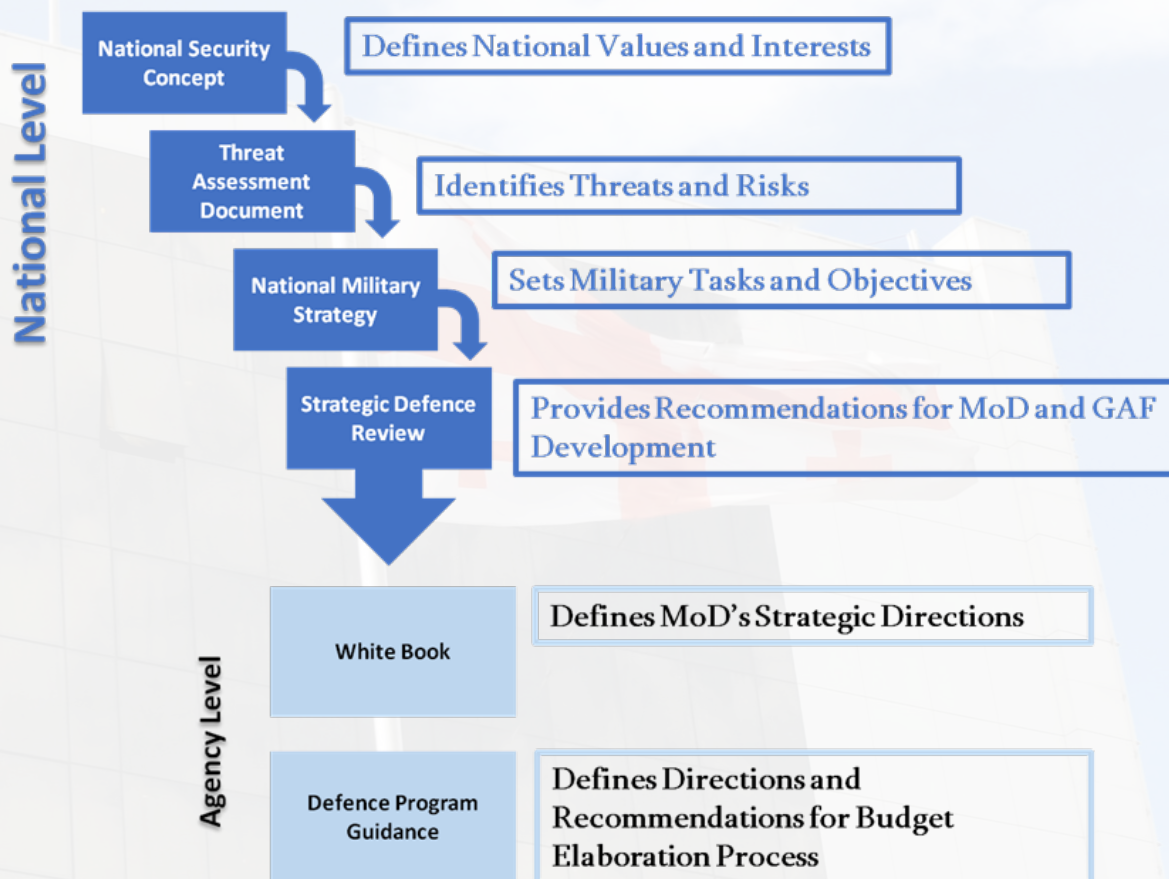 National Level
National Security
Concept
Defines National Values and Interests
Threat
Assessment
Document
Identifies Threats and Risks
National Military
Strategy
Sets Military Tasks and Objectives
Strategic Defence
Review
Provides Recommendations for MoD and GAF
Development
Agency Level
White Book
Defines MoD's Strategic Directions
Defence Program
Guidance
Defines Directions and
Recommendations for Budget
Elaboration Process